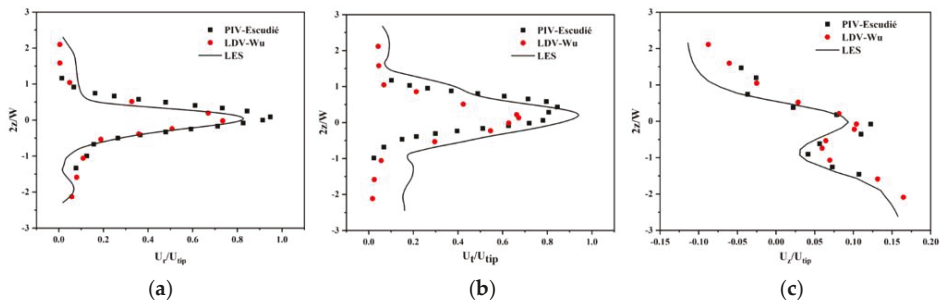 PIV-Escudié
LDV-Wu
LES
2z/W
3
2
1
0
-1
-2
-3
0.0 0.2 0.4 0.6 0.8 1.0
Ur/Utip
(a)
PIV-Escudié
LDV-Wu
LES
2z/W
3
2
1
0
-1
-2
-3
0.0 0.2 0.4 0.6 0.8 1.0
Ut/Utip
(b)
PIV-Escudié
LDV-Wu
LES
2z/W
3
2
1
0
-1
-2
-3
-0.15 -0.10 -0.05 0.00 0.05 0.10 0.15 0.20
Uz/Utip
(c)